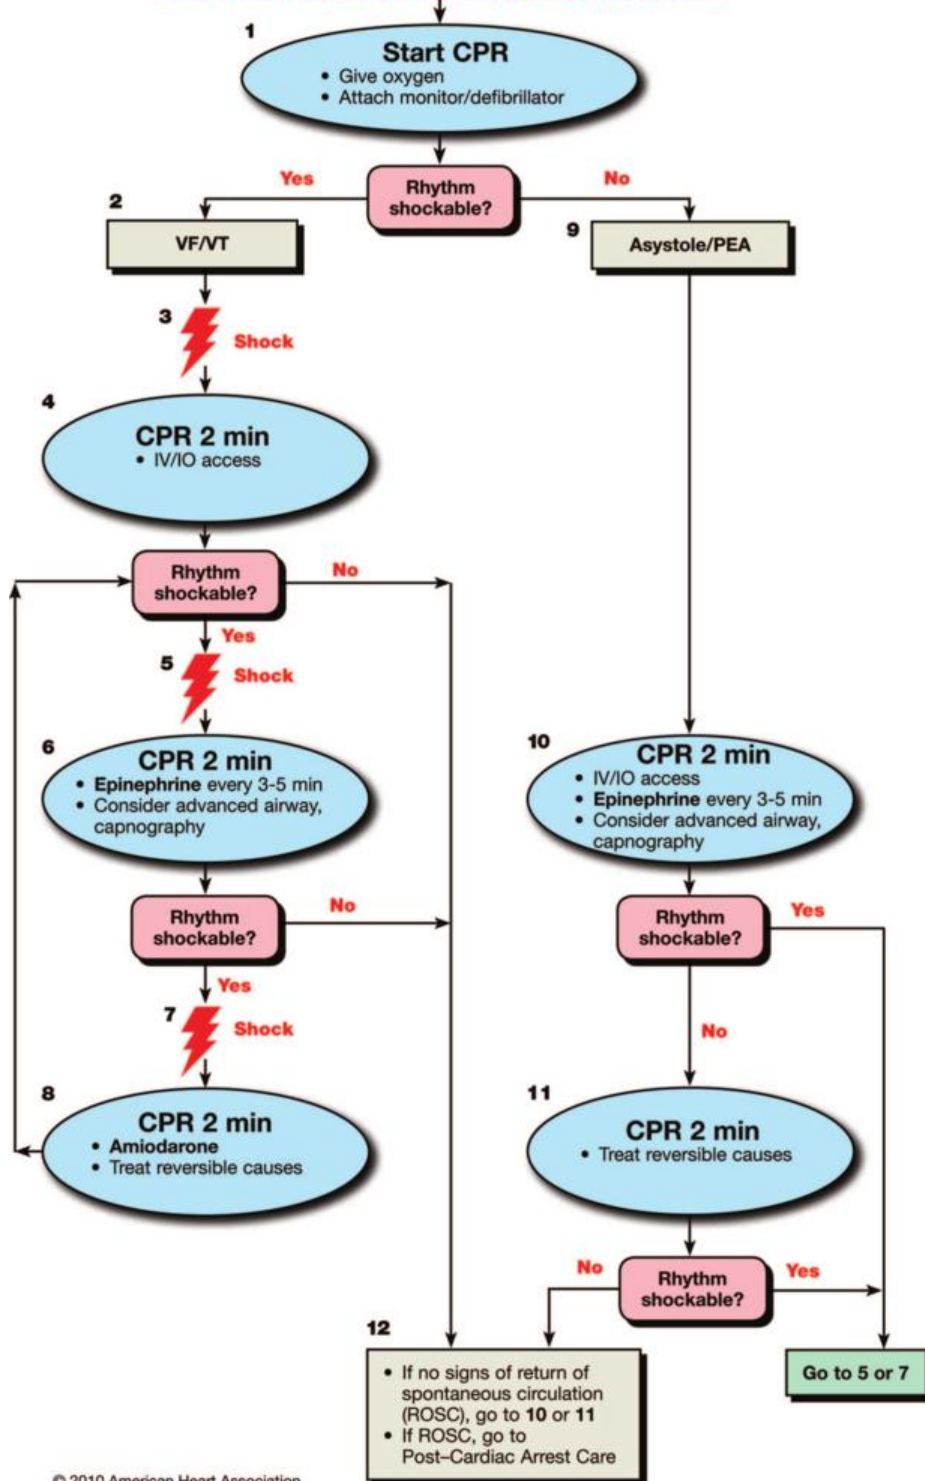 1
Start CPR
• Give oxygen
• Attach monitor/defibrillator
Rhythm
shockable?
Yes
No
2
VF/VT
9
Asystole/PEA
3
Shock
4
CPR 2 min
• IV/IO access
Rhythm
shockable?
No
Yes
5
Shock
6
CPR 2 min
• Epinephrine every 3-5 min
• Consider advanced airway,
capnography
10
CPR 2 min
• IV/IO access
• Epinephrine every 3-5 min
• Consider advanced airway,
capnography
Rhythm
shockable?
No
Yes
Rhythm
shockable?
Yes
No
7
Shock
8
CPR 2 min
• Amiodarone
• Treat reversible causes
11
CPR 2 min
• Treat reversible causes
Rhythm
shockable?
No
Yes
12
• If no signs of return of
spontaneous circulation
(ROSC), go to 10 or 11
• If ROSC, go to
Post–Cardiac Arrest Care
Go to 5 or 7
© 2010 American Heart Association